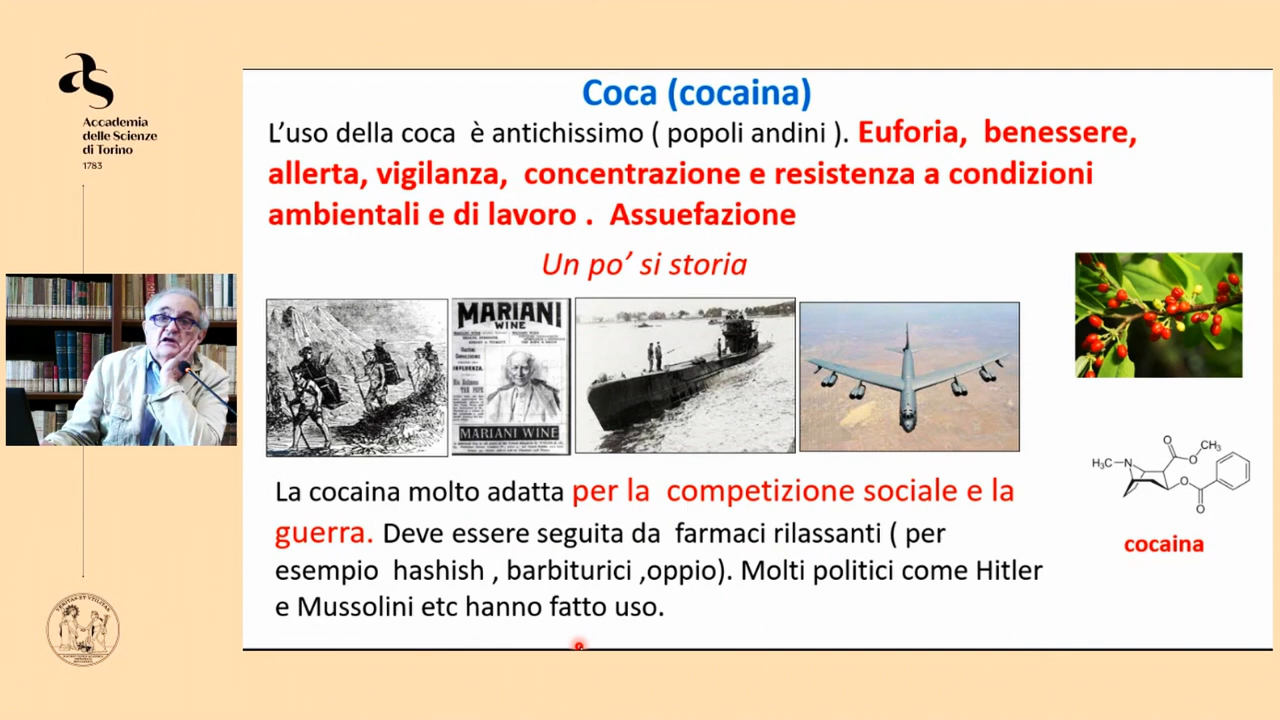 Accademia
delle Scienze
di Torino
1783
Coca (cocaina)
L’uso della coca è antichissimo ( popoli andini ). Euforia, benessere,
allerta, vigilanza, concentrazione e resistenza a condizioni
ambientali e di lavoro . Assuefazione
Un po’ si storia
MARIANI
WINE
INFLUENZA.
MARIANI WINE
La cocaina molto adatta per la competizione sociale e la
guerra. Deve essere seguita da farmaci rilassanti ( per
esempio hashish , barbiturici ,oppio). Molti politici come Hitler
e Mussolini etc hanno fatto uso.
H₃C
N
O
O
CH₃
O
O
cocaina